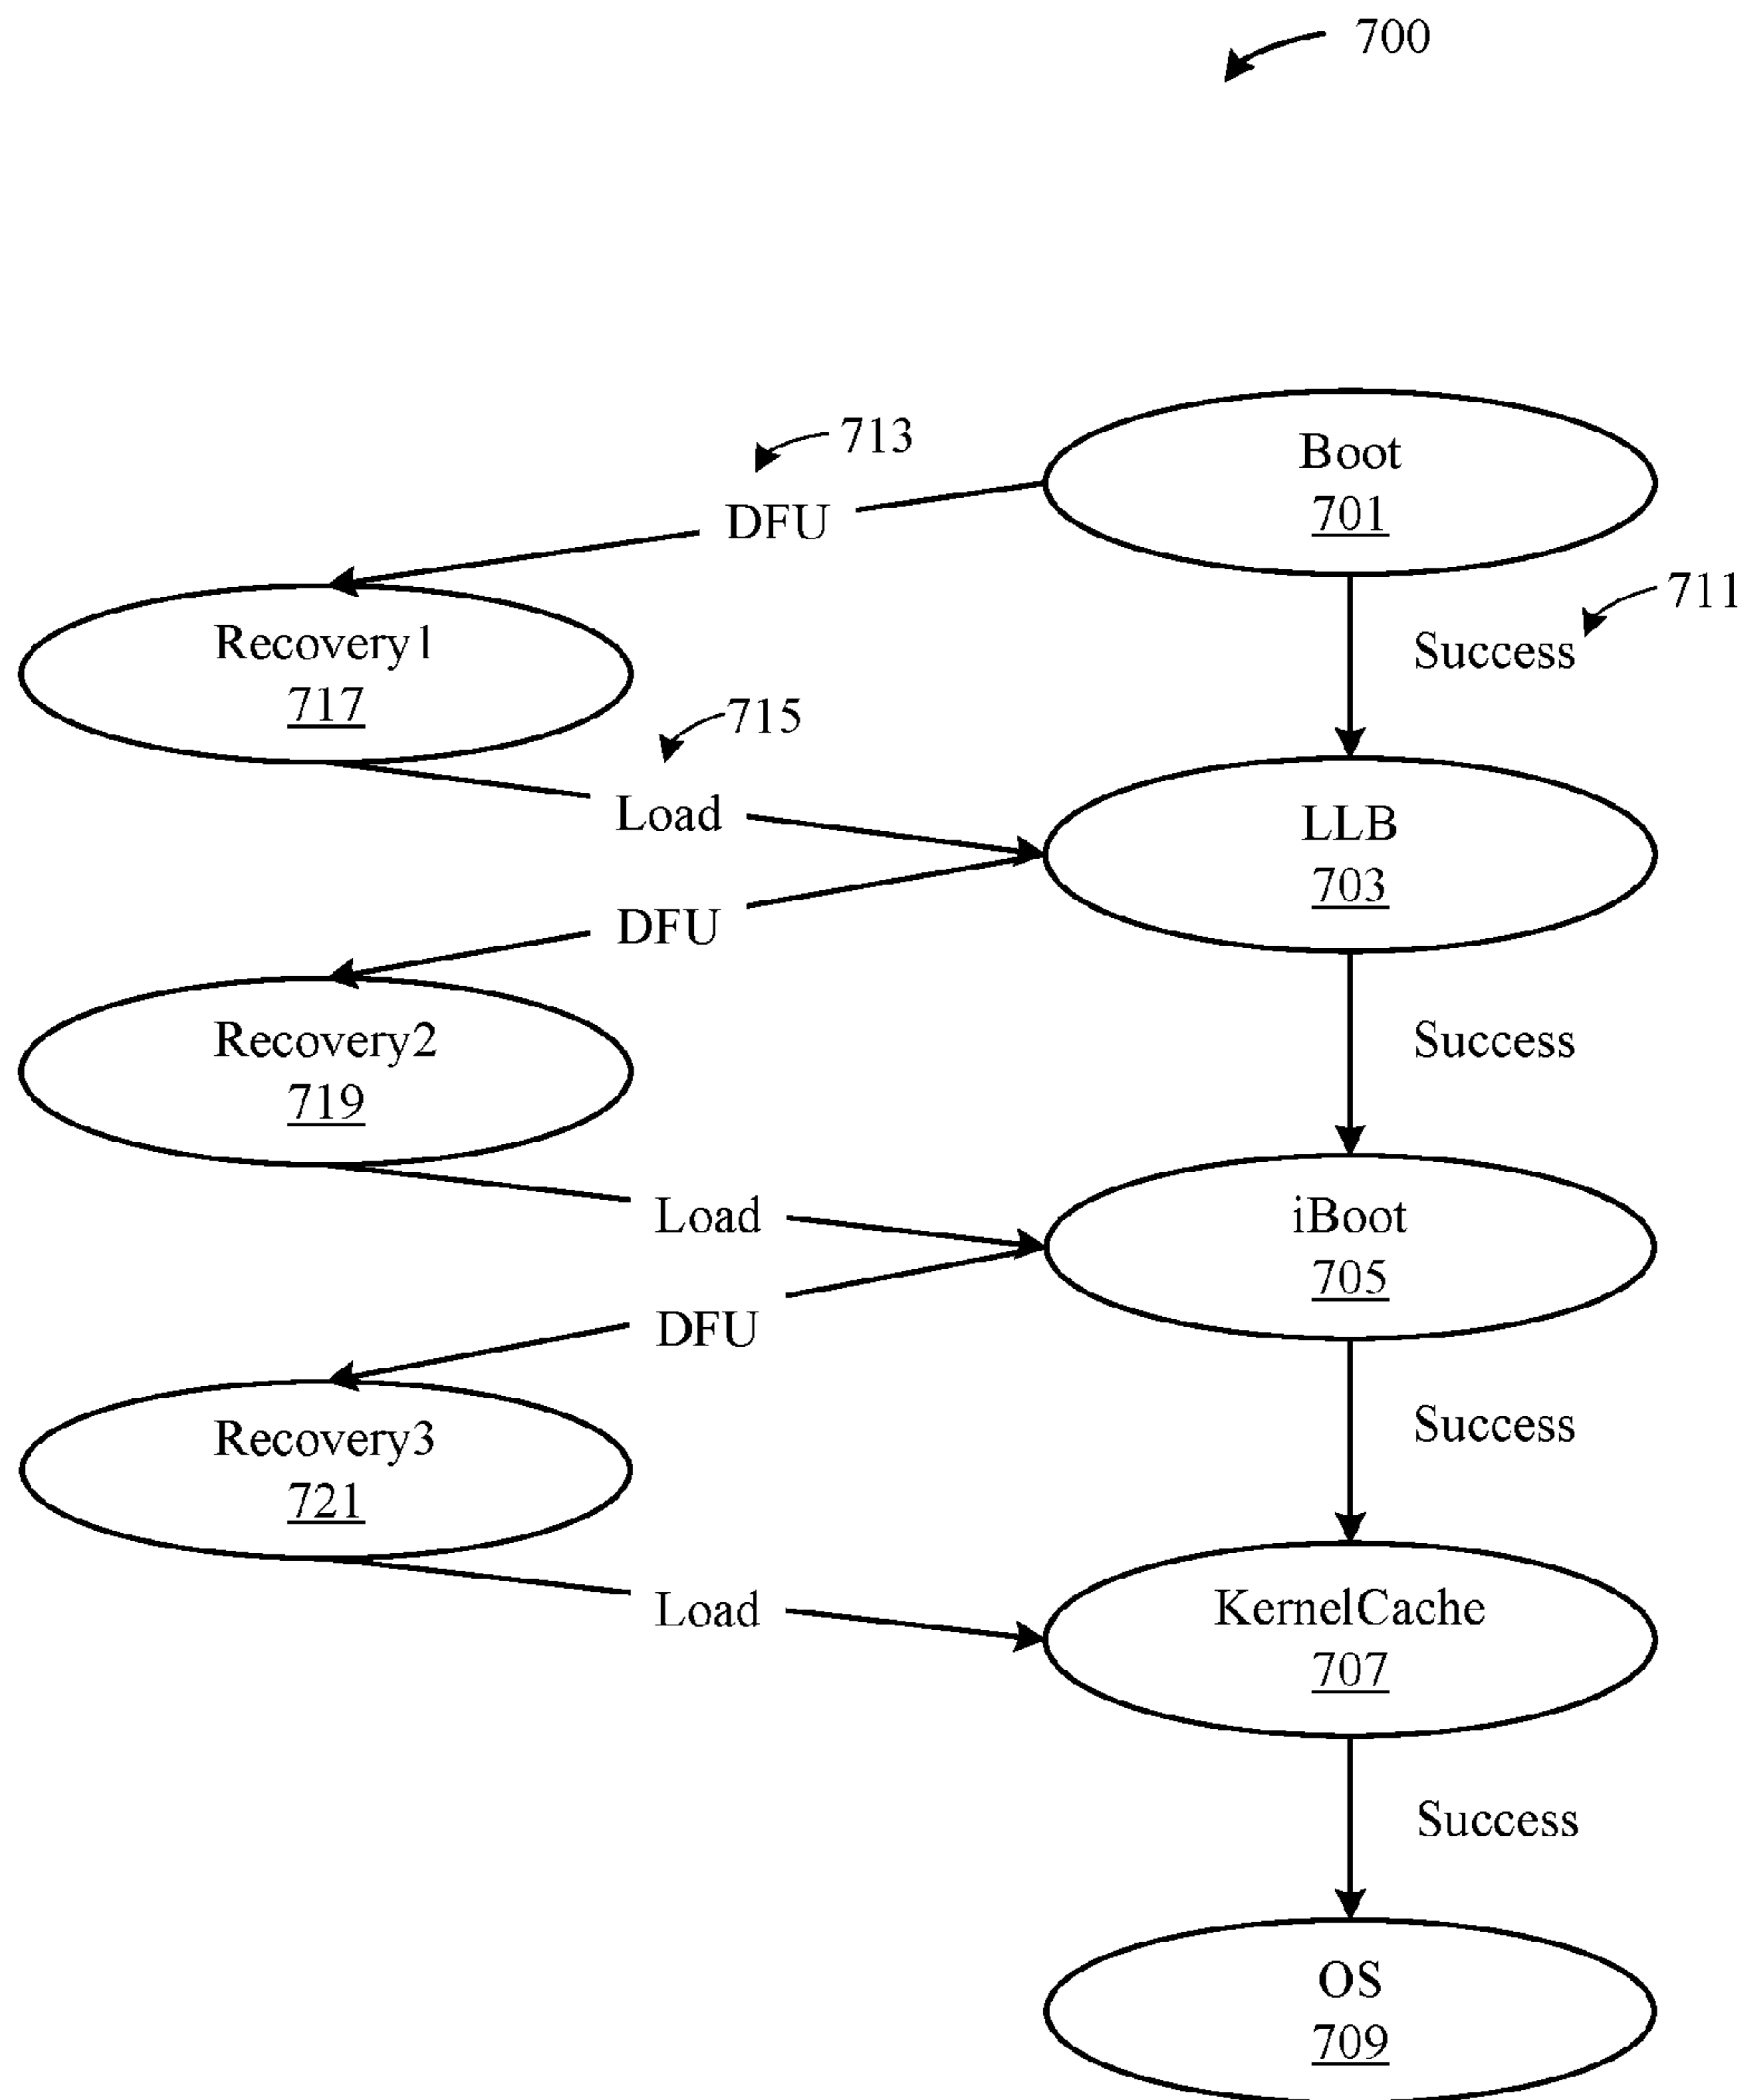 700
713
Boot
701
DFU
711
Recovery1
717
Success
715
Load
LLB
703
DFU
Recovery2
719
Success
Load
iBoot
705
DFU
Recovery3
721
Success
Load
KernelCache
707
Success
OS
709